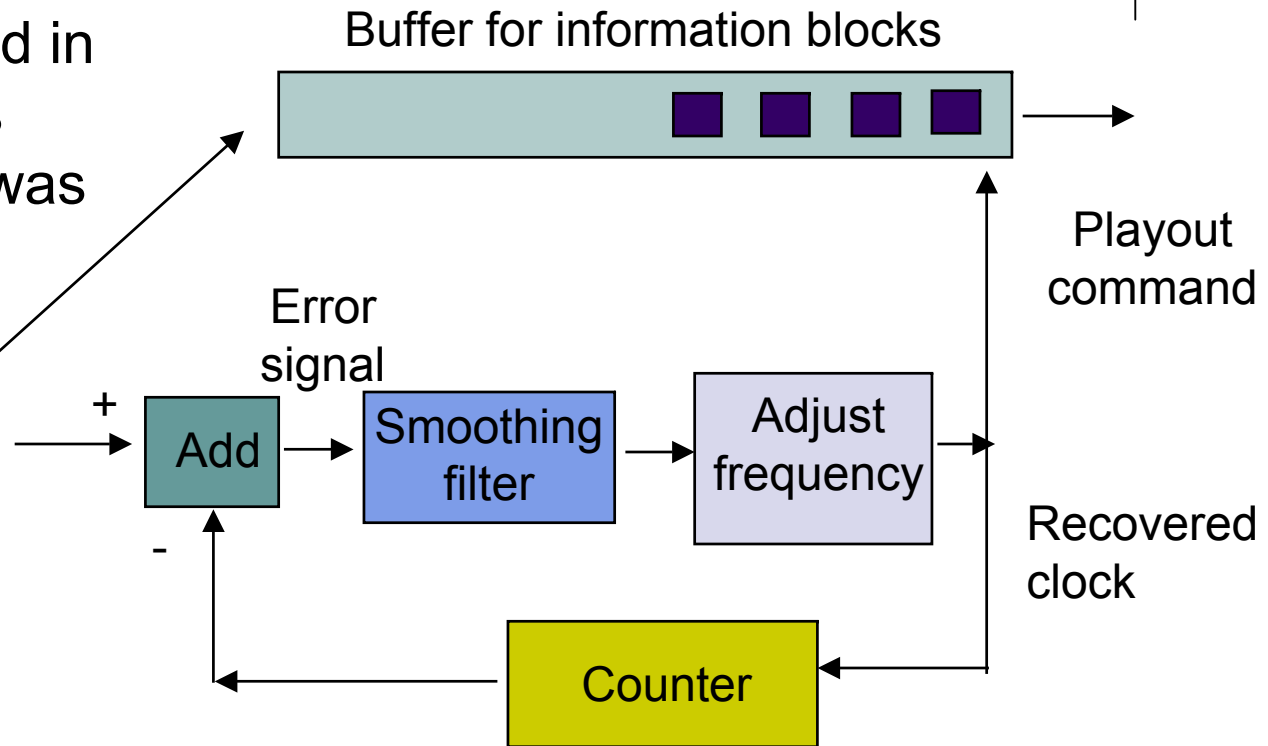 d in
Buffer for information blocks
was
Playout
command
Error
signal
+
Add
Smoothing
filter
Adjust
frequency
-
Recovered
clock
Counter